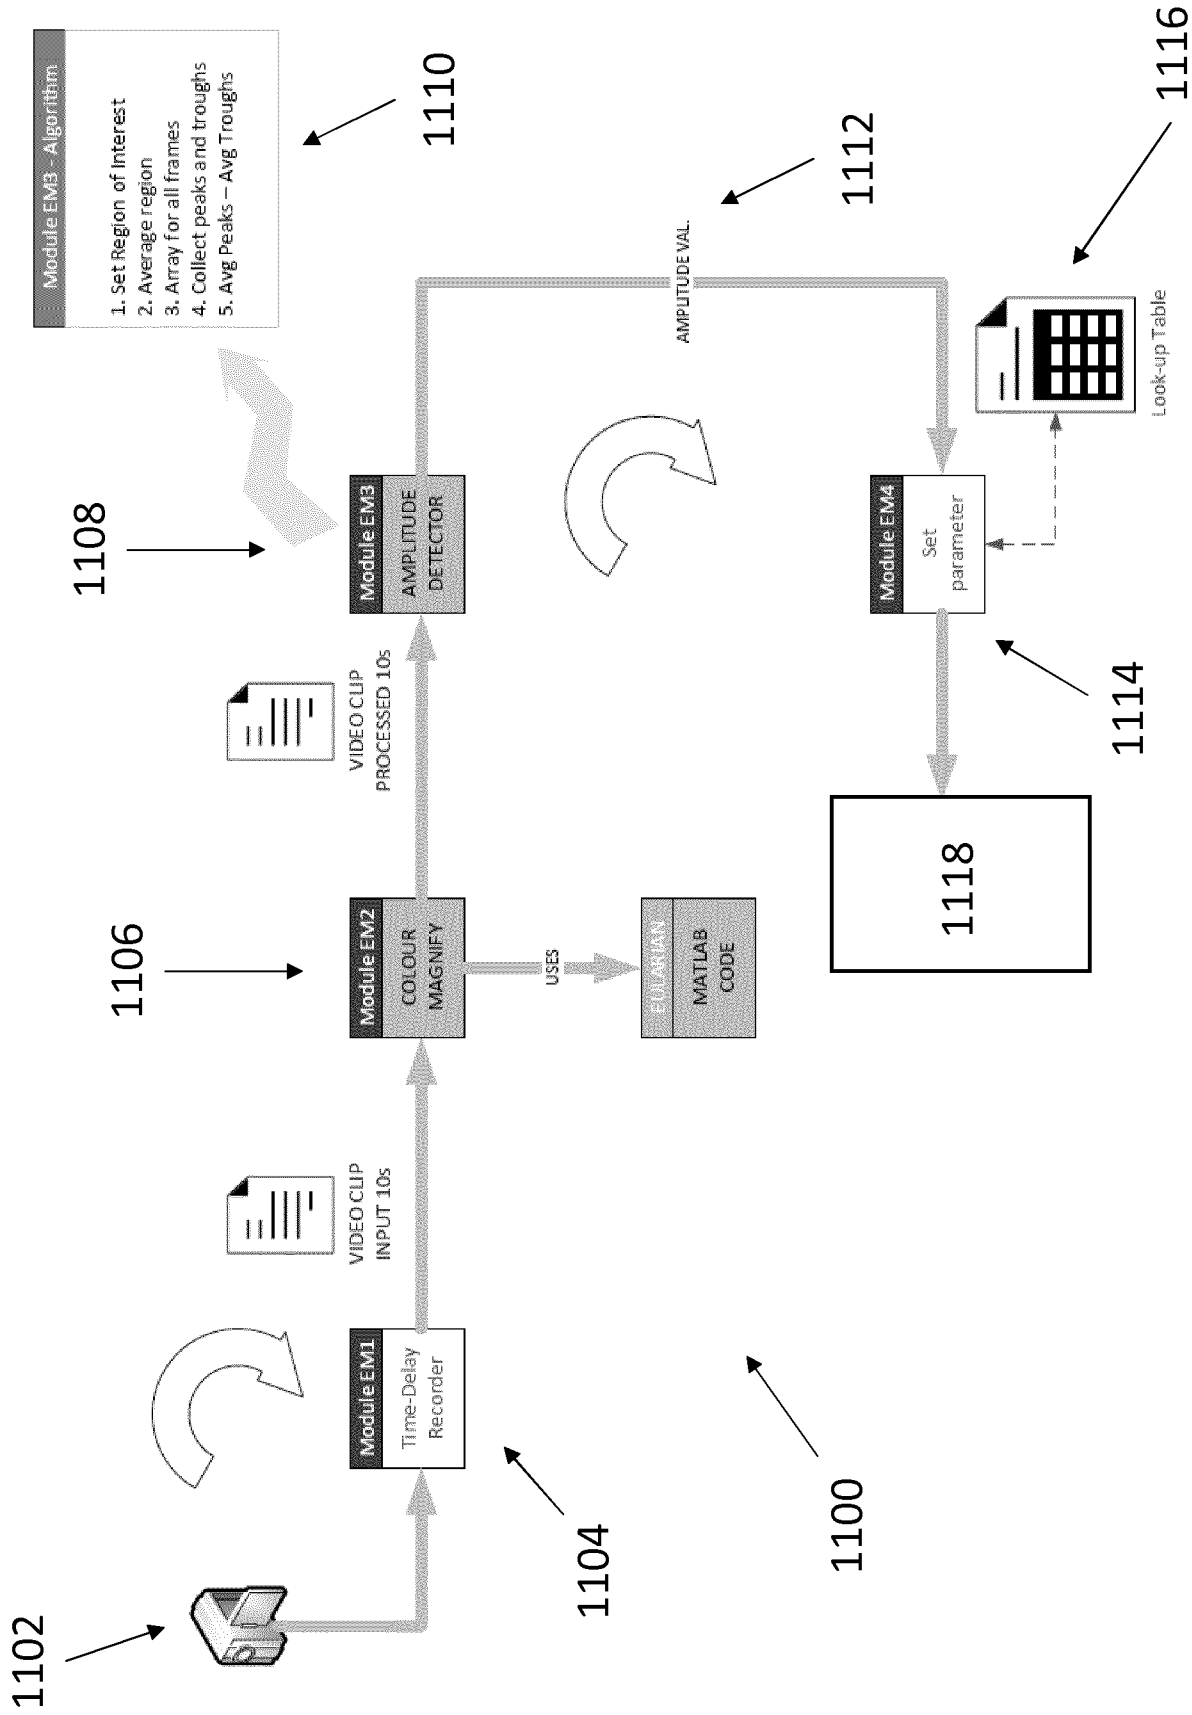 1102
1104
Module EM1
Time-Delay
Recorder
VIDEO CLIP
INPUT 10s
1100
1106
Module EM2
COLOUR
MAGNIFY
USES
EULARIAN
MATLAB
CODE
VIDEO CLIP
PROCESSED 10s
1108
Module EM3
AMPLITUDE
DETECTOR
Module EM3 - Algorithm
1. Set Region of Interest
2. Average region
3. Array for all frames
4. Collect peaks and troughs
5. Avg Peaks – Avg Troughs
1110
AMPLITUDE VAL.
1112
Module EM4
Set
parameter
1114
Look-up Table
1116
1118